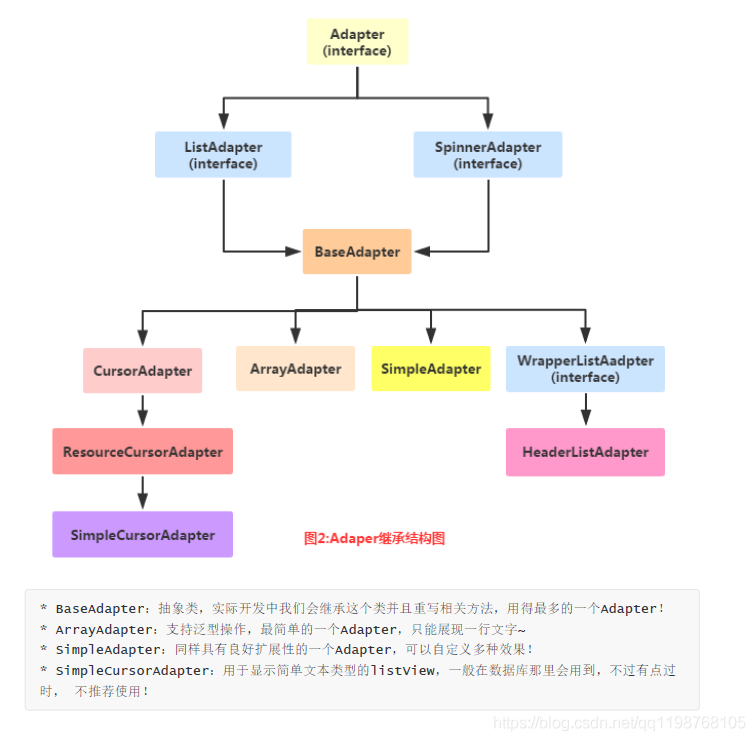 Adapter
(interface)
ListAdapter
(interface)
SpinnerAdapter
(interface)
BaseAdapter
CursorAdapter
ArrayAdapter
SimpleAdapter
WrapperListAadpter
(interface)
ResourceCursorAdapter
HeaderListAdapter
SimpleCursorAdapter
图2:Adaper继承结构图
* BaseAdapter：抽象类，实际开发中我们会继承这个类并且重写相关方法，用得最多的一个Adapter！
* ArrayAdapter：支持泛型操作，最简单的一个Adapter，只能展现一行文字~
* SimpleAdapter：同样具有良好扩展性的一个Adapter，可以自定义多种效果！
* SimpleCursorAdapter：用于显示简单文本类型的listView，一般在数据库那里会用到，不过有点过
时， 不推荐使用！
https://blog.csdn.net/qq1198768105